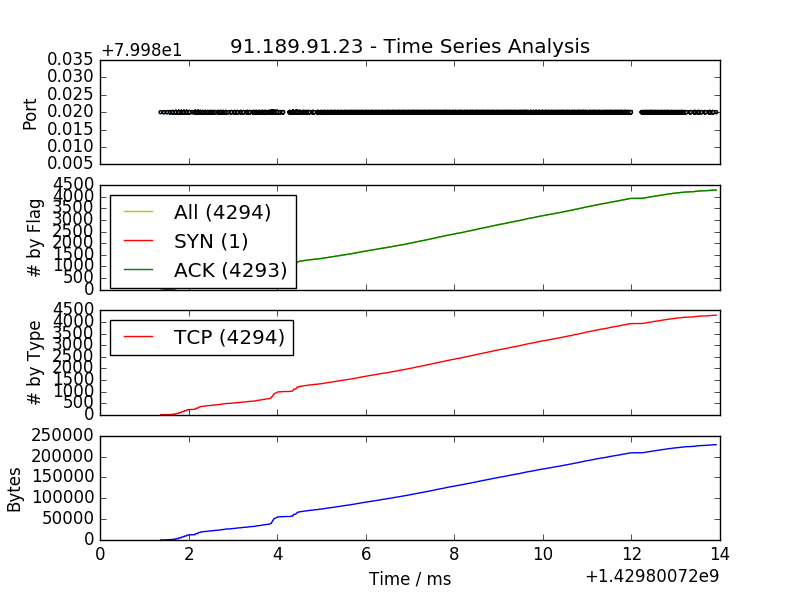 +7.998e1
91.189.91.23 - Time Series Analysis
0.035
0.030
0.025
0.020
0.015
0.010
0.005
Port
4500
4000
3500
3000
2500
2000
1500
1000
500
0
# by Flag
All (4294)
SYN (1)
ACK (4293)
4500
4000
3500
3000
2500
2000
1500
1000
500
0
# by Type
TCP (4294)
250000
200000
150000
100000
50000
0
Bytes
0 2 4 6 8 10 12 14
Time / ms
+1.42980072e9